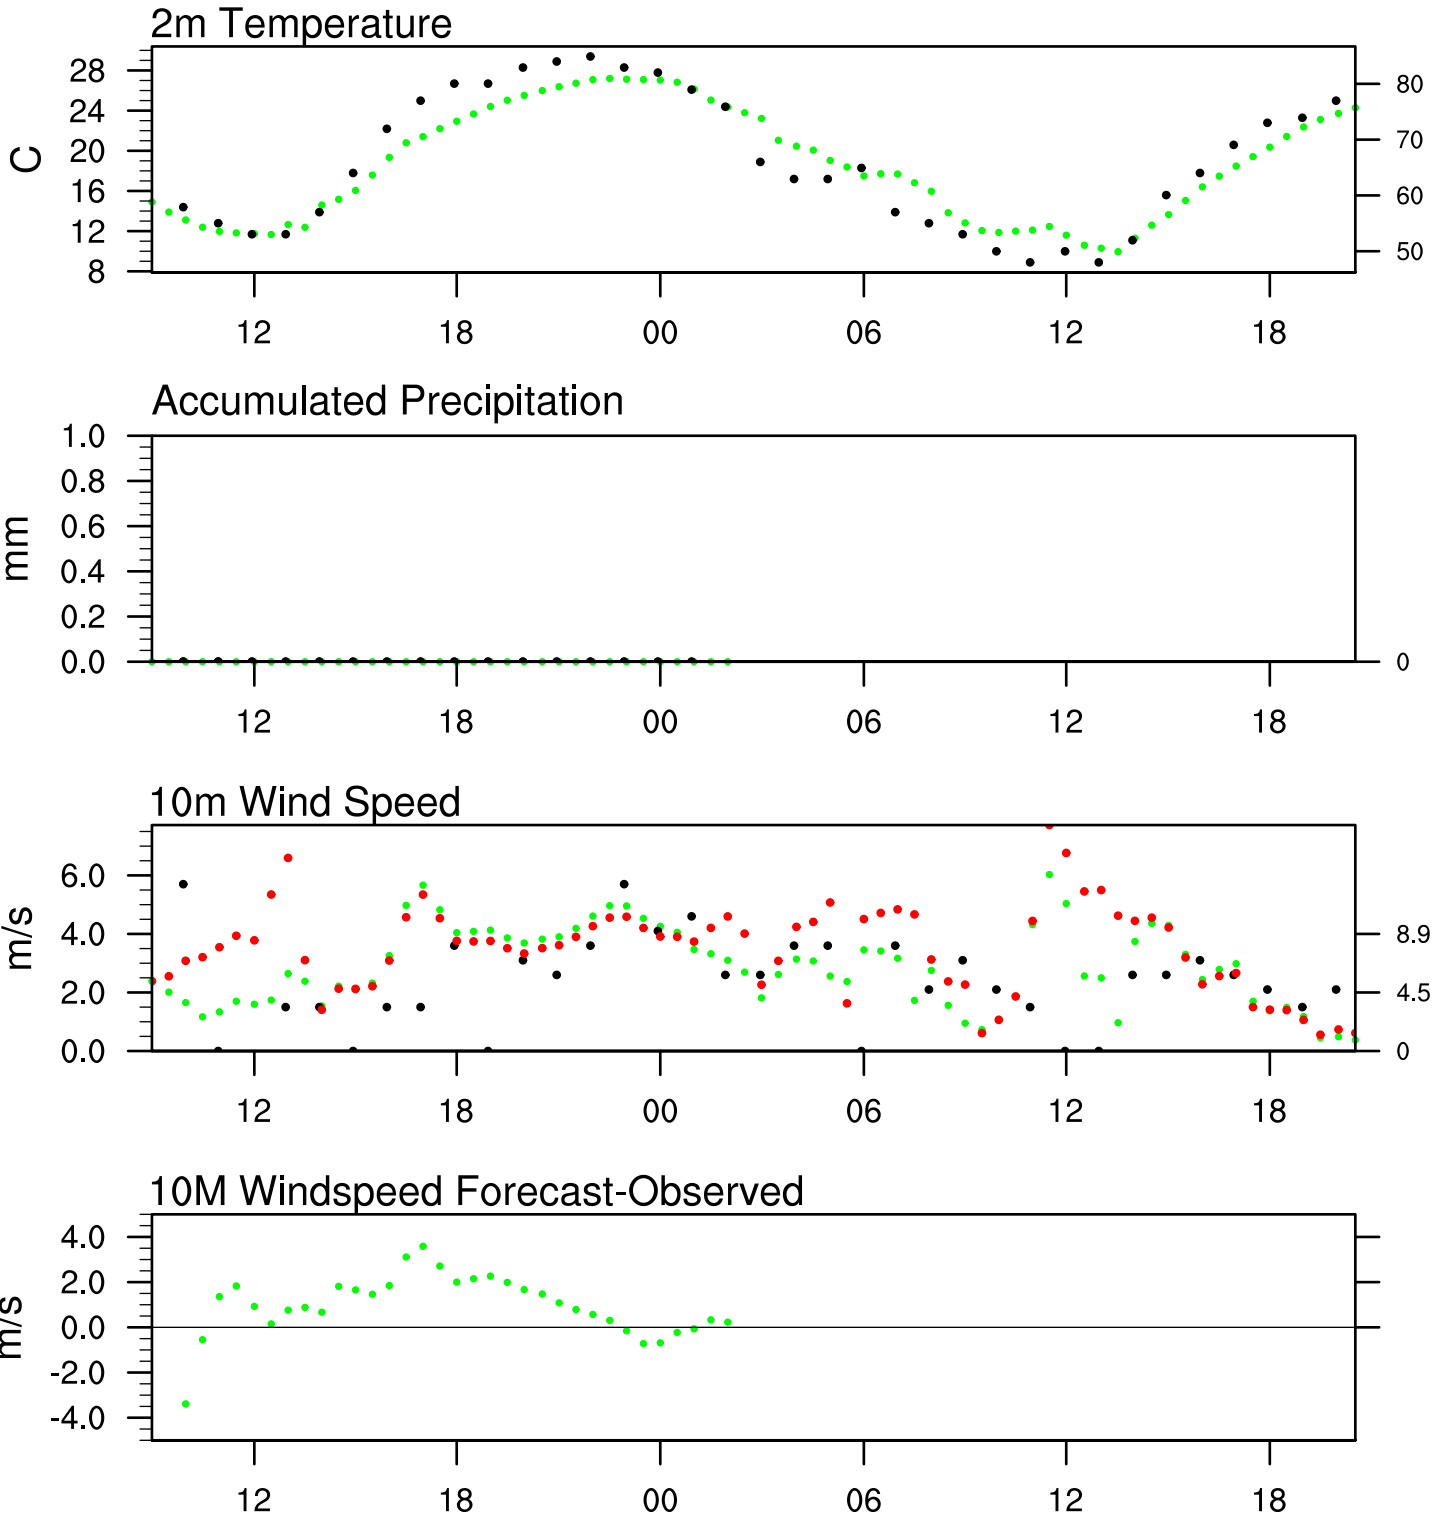 2m Temperature
28
24
20
16
12
8
C
80
70
60
50
12 18 00 06 12 18
Accumulated Precipitation
1.0
0.8
0.6
0.4
0.2
0.0
mm
0
12 18 00 06 12 18
10m Wind Speed
6.0
4.0
2.0
0.0
m/s
8.9
4.5
0
12 18 00 06 12 18
10M Windspeed Forecast-Observed
4.0
2.0
0.0
-2.0
-4.0
m/s
12 18 00 06 12 18